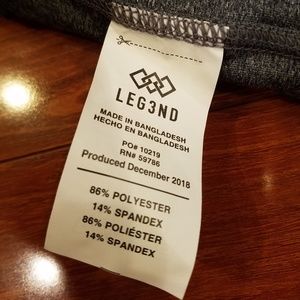 LEG3ND
MADE IN BANGLADESH
HECHO EN BANGLADESH
PO# 10219
RN# 59786
Produced December 2018
86% POLYESTER
14% SPANDEX
86% POLIÉSTER
14% SPANDEX